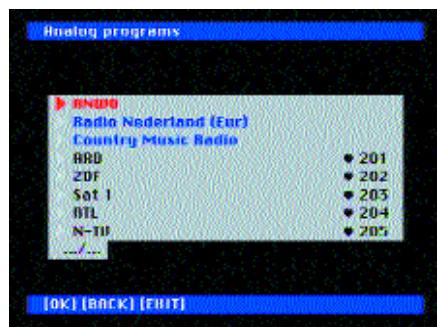 Analog programs
ANWB
Radio Nederland (Eur)
Country Music Radio
ARD 201
ZDF 202
Sat 1 203
RTL 204
N-TV 205
.../...
[OK] [BACK] [EXIT]